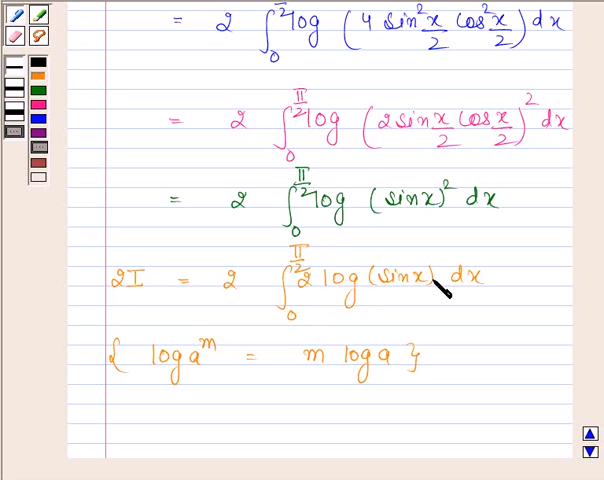 = 2 ∫₀^{π/2} log (4 sin² x/2 cos² x/2) dx
= 2 ∫₀^{π/2} log (2 sin x/2 cos x/2)² dx
= 2 ∫₀^{π/2} log (sin x)² dx
2I = 2 ∫₀^{π/2} 2 log (sin x) dx
{ log a^m = m log a }